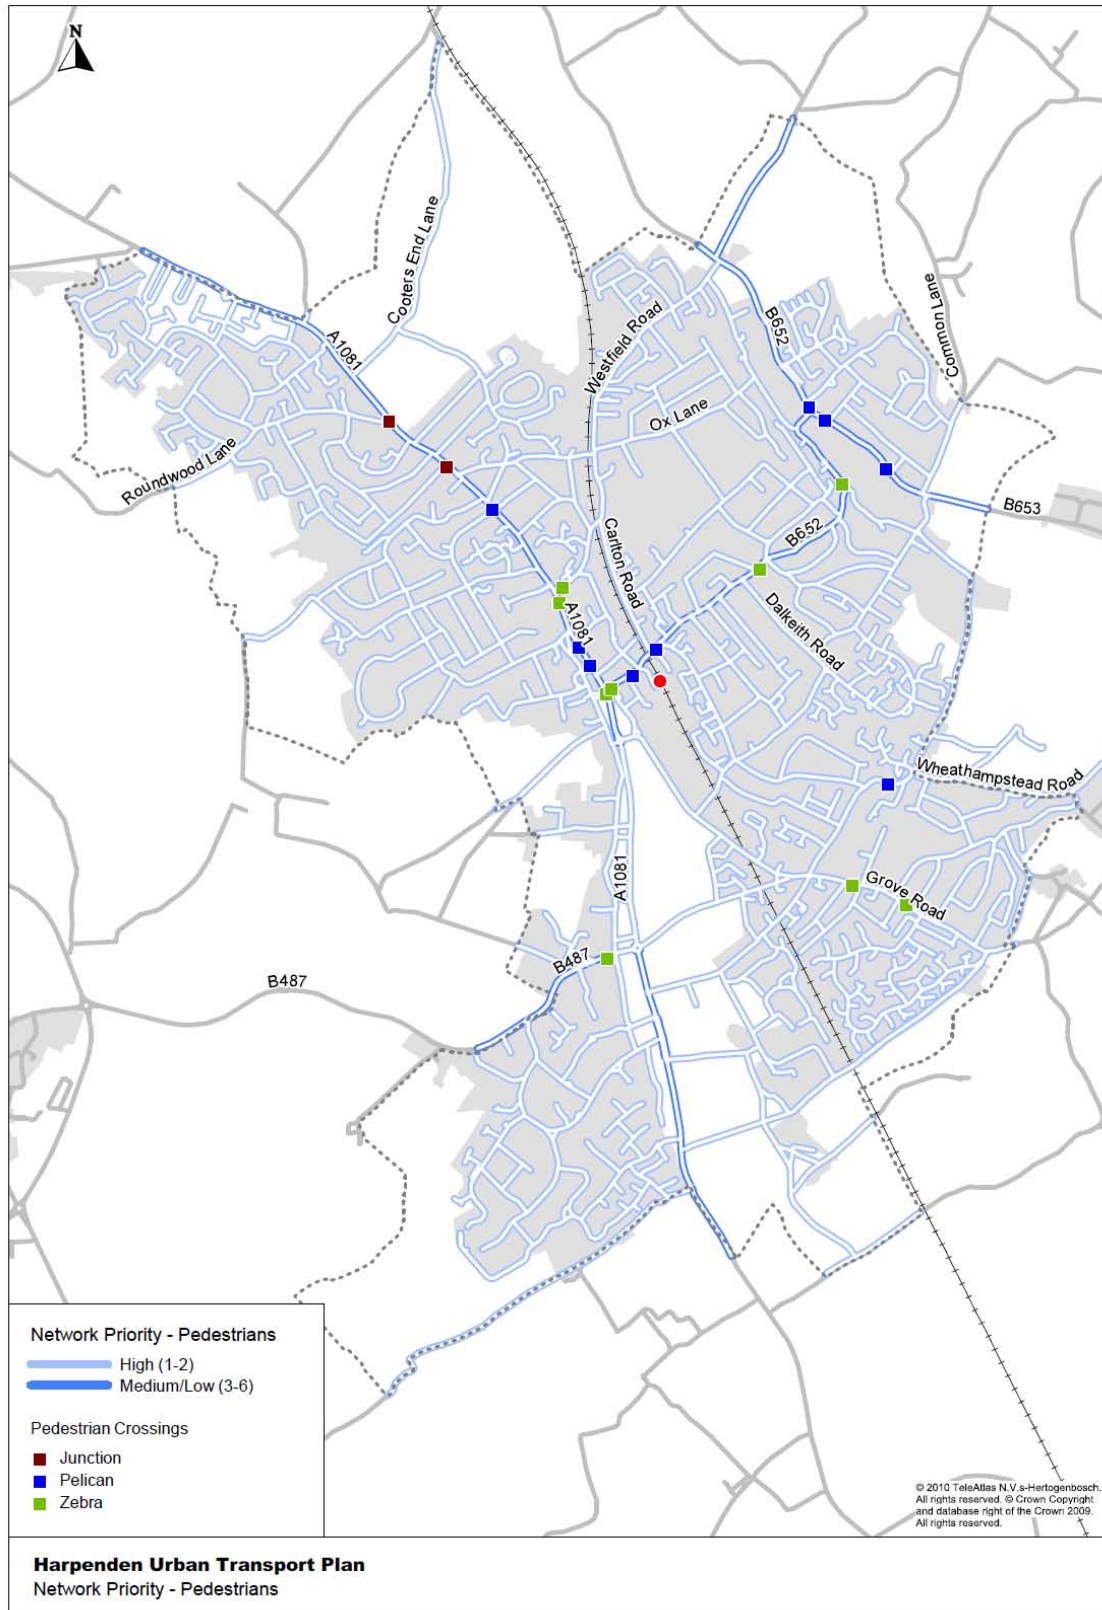 N
Cooters End Lane
A1081
Roundwood Lane
Westfield Road
Ox Lane
B652
Common Lane
B653
B652
Carlton Road
A1081
Dalkeith Road
Wheathampstead Road
A1081
Grove Road
B487
B487
Network Priority - Pedestrians
High (1-2)
Medium/Low (3-6)
Pedestrian Crossings
Junction
Pelican
Zebra
© 2010 TeleAtlas N.V.s-Hertogenbosch.
All rights reserved. © Crown Copyright
and database right of the Crown 2009.
All rights reserved.
Harpenden Urban Transport Plan
Network Priority - Pedestrians